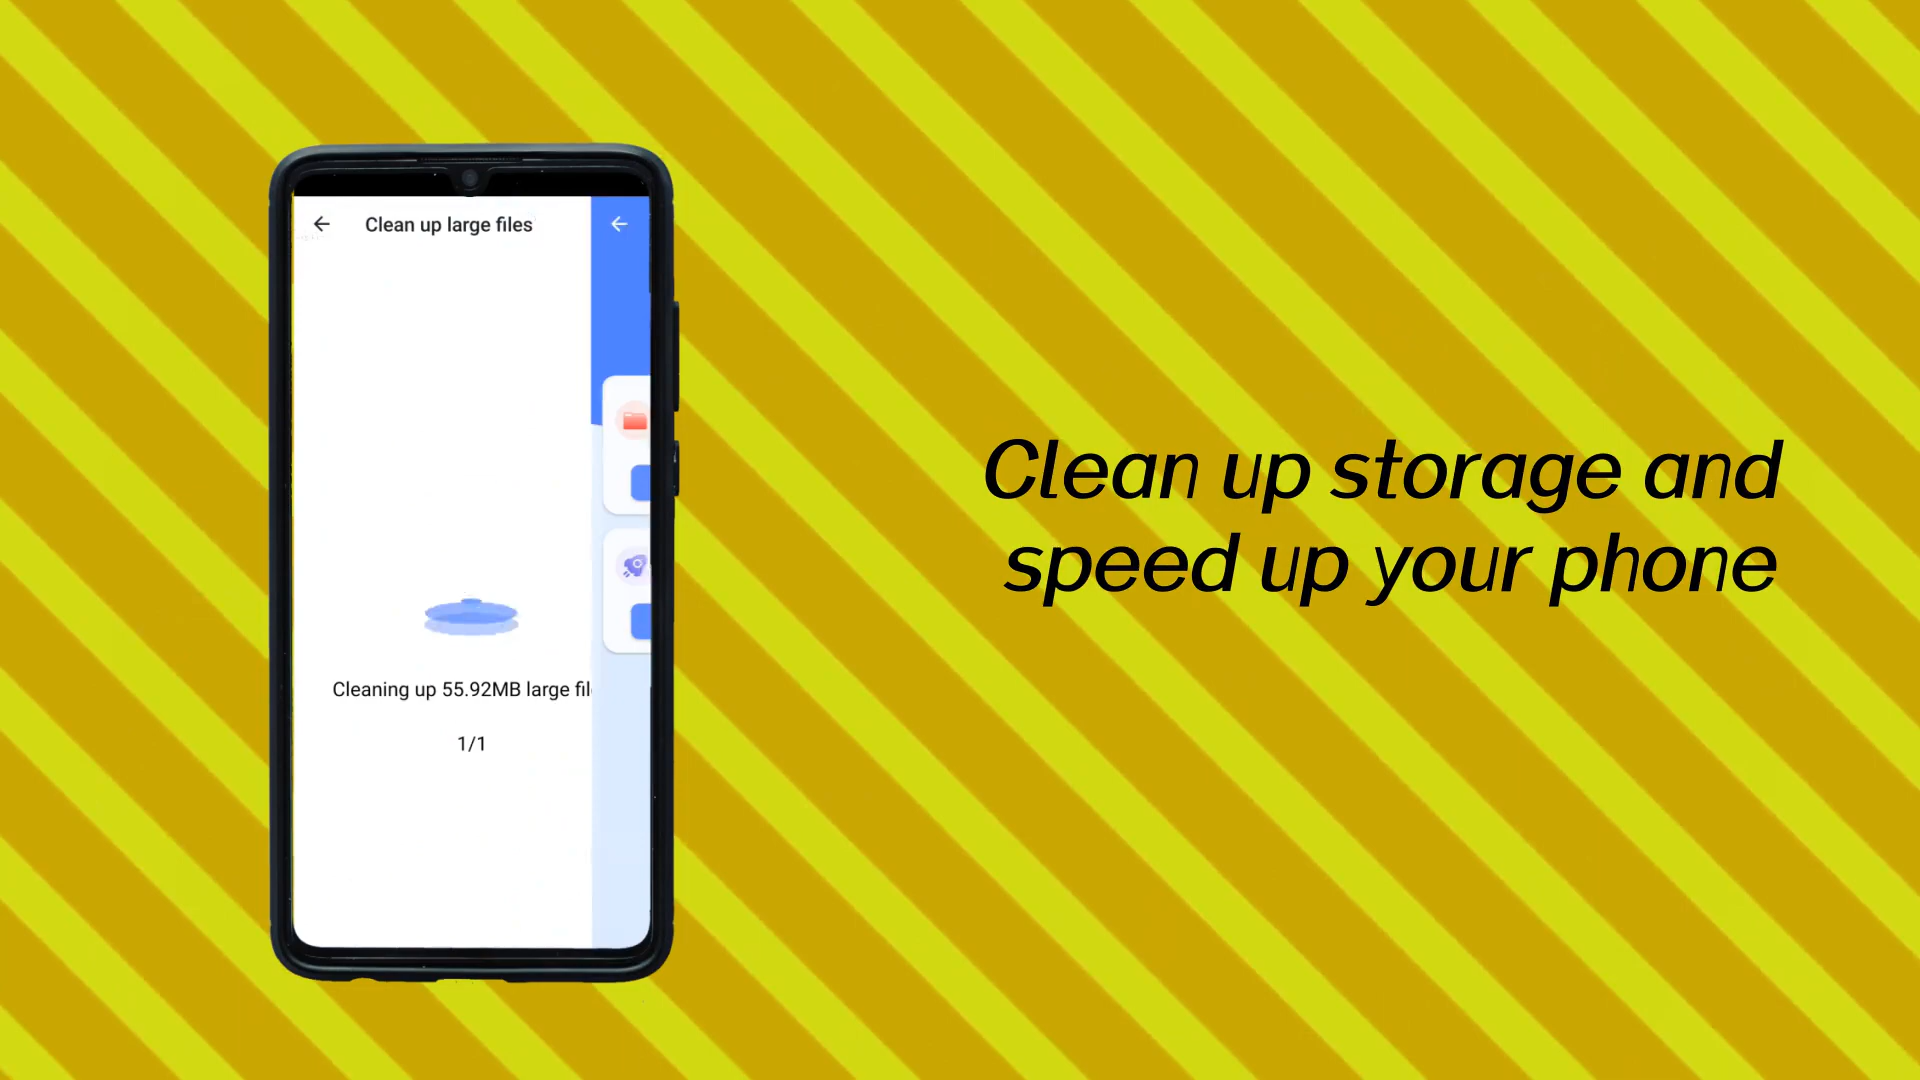 Clean up large files
Cleaning up 55.92MB large fil
1/1
Clean up storage and
speed up your phone